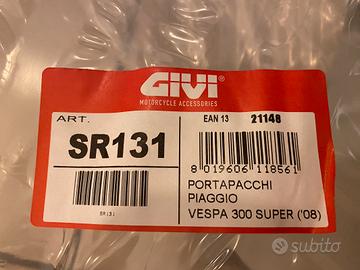 GIVI
MOTORCYCLE ACCESSORIES
ART.
SR131
SR131
EAN 13
21148
8 019606 118561
PORTAPACCHI
PIAGGIO
VESPA 300 SUPER ('08)
subito